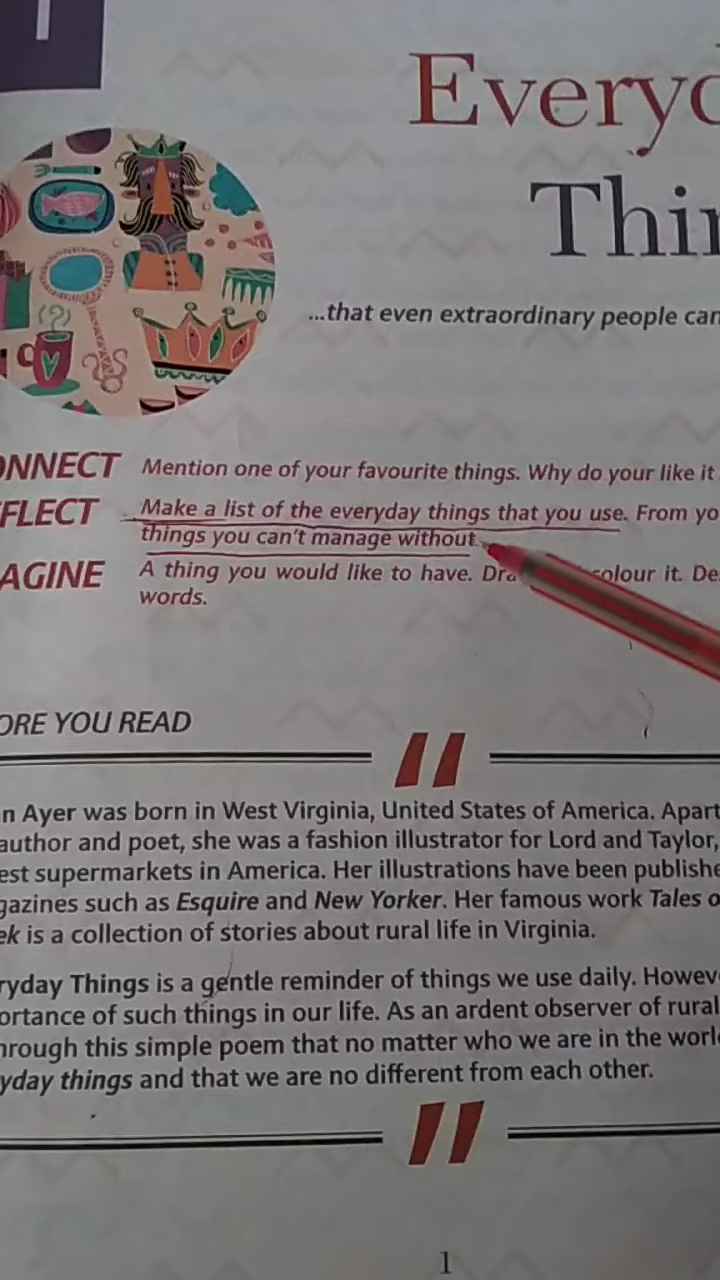 1
Everyd
Thin
...that even extraordinary people can
ONNECT Mention one of your favourite things. Why do your like it
FLECT Make a list of the everyday things that you use. From yo
things you can't manage without.
AGINE A thing you would like to have. Dra colour it. De
words.
ORE YOU READ
n Ayer was born in West Virginia, United States of America. Apart
author and poet, she was a fashion illustrator for Lord and Taylor,
est supermarkets in America. Her illustrations have been publishe
gazines such as Esquire and New Yorker. Her famous work Tales o
ek is a collection of stories about rural life in Virginia.
ryday Things is a gentle reminder of things we use daily. Howev
ortance of such things in our life. As an ardent observer of rural
hrough this simple poem that no matter who we are in the worl
yday things and that we are no different from each other.
1